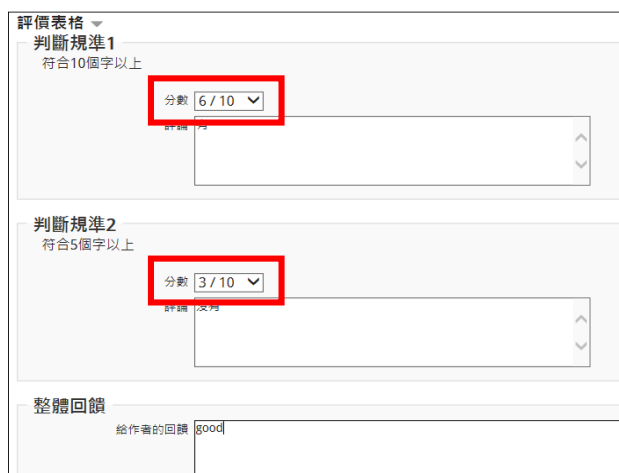 評價表格
判斷規準1
符合10個字以上
分數 6 / 10
評論 有
判斷規準2
符合5個字以上
分數 3 / 10
評論 沒有
整體回饋
給作者的回饋 good